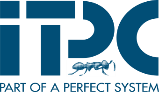 ITPC
PART OF A PERFECT SYSTEM